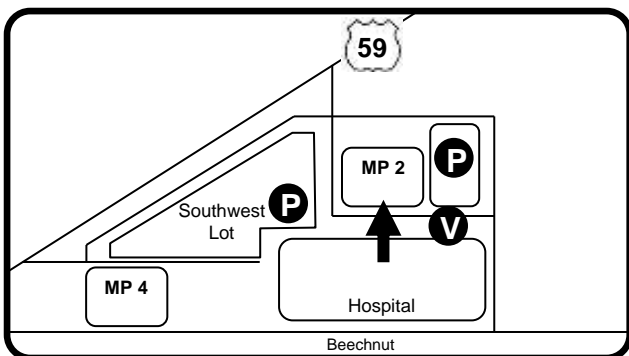 59
MP 2
P
P
Southwest
Lot
V
MP 4
Hospital
Beechnut